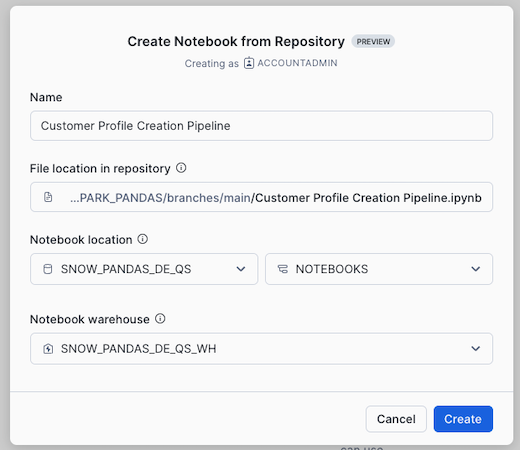 Create Notebook from Repository PREVIEW
Creating as ACCOUNTADMIN
Name
Customer Profile Creation Pipeline
File location in repository
...PARK_PANDAS/branches/main/Customer Profile Creation Pipeline.ipynb
Notebook location
SNOW_PANDAS_DE_QS NOTEBOOKS
Notebook warehouse
SNOW_PANDAS_DE_QS_WH
Cancel Create